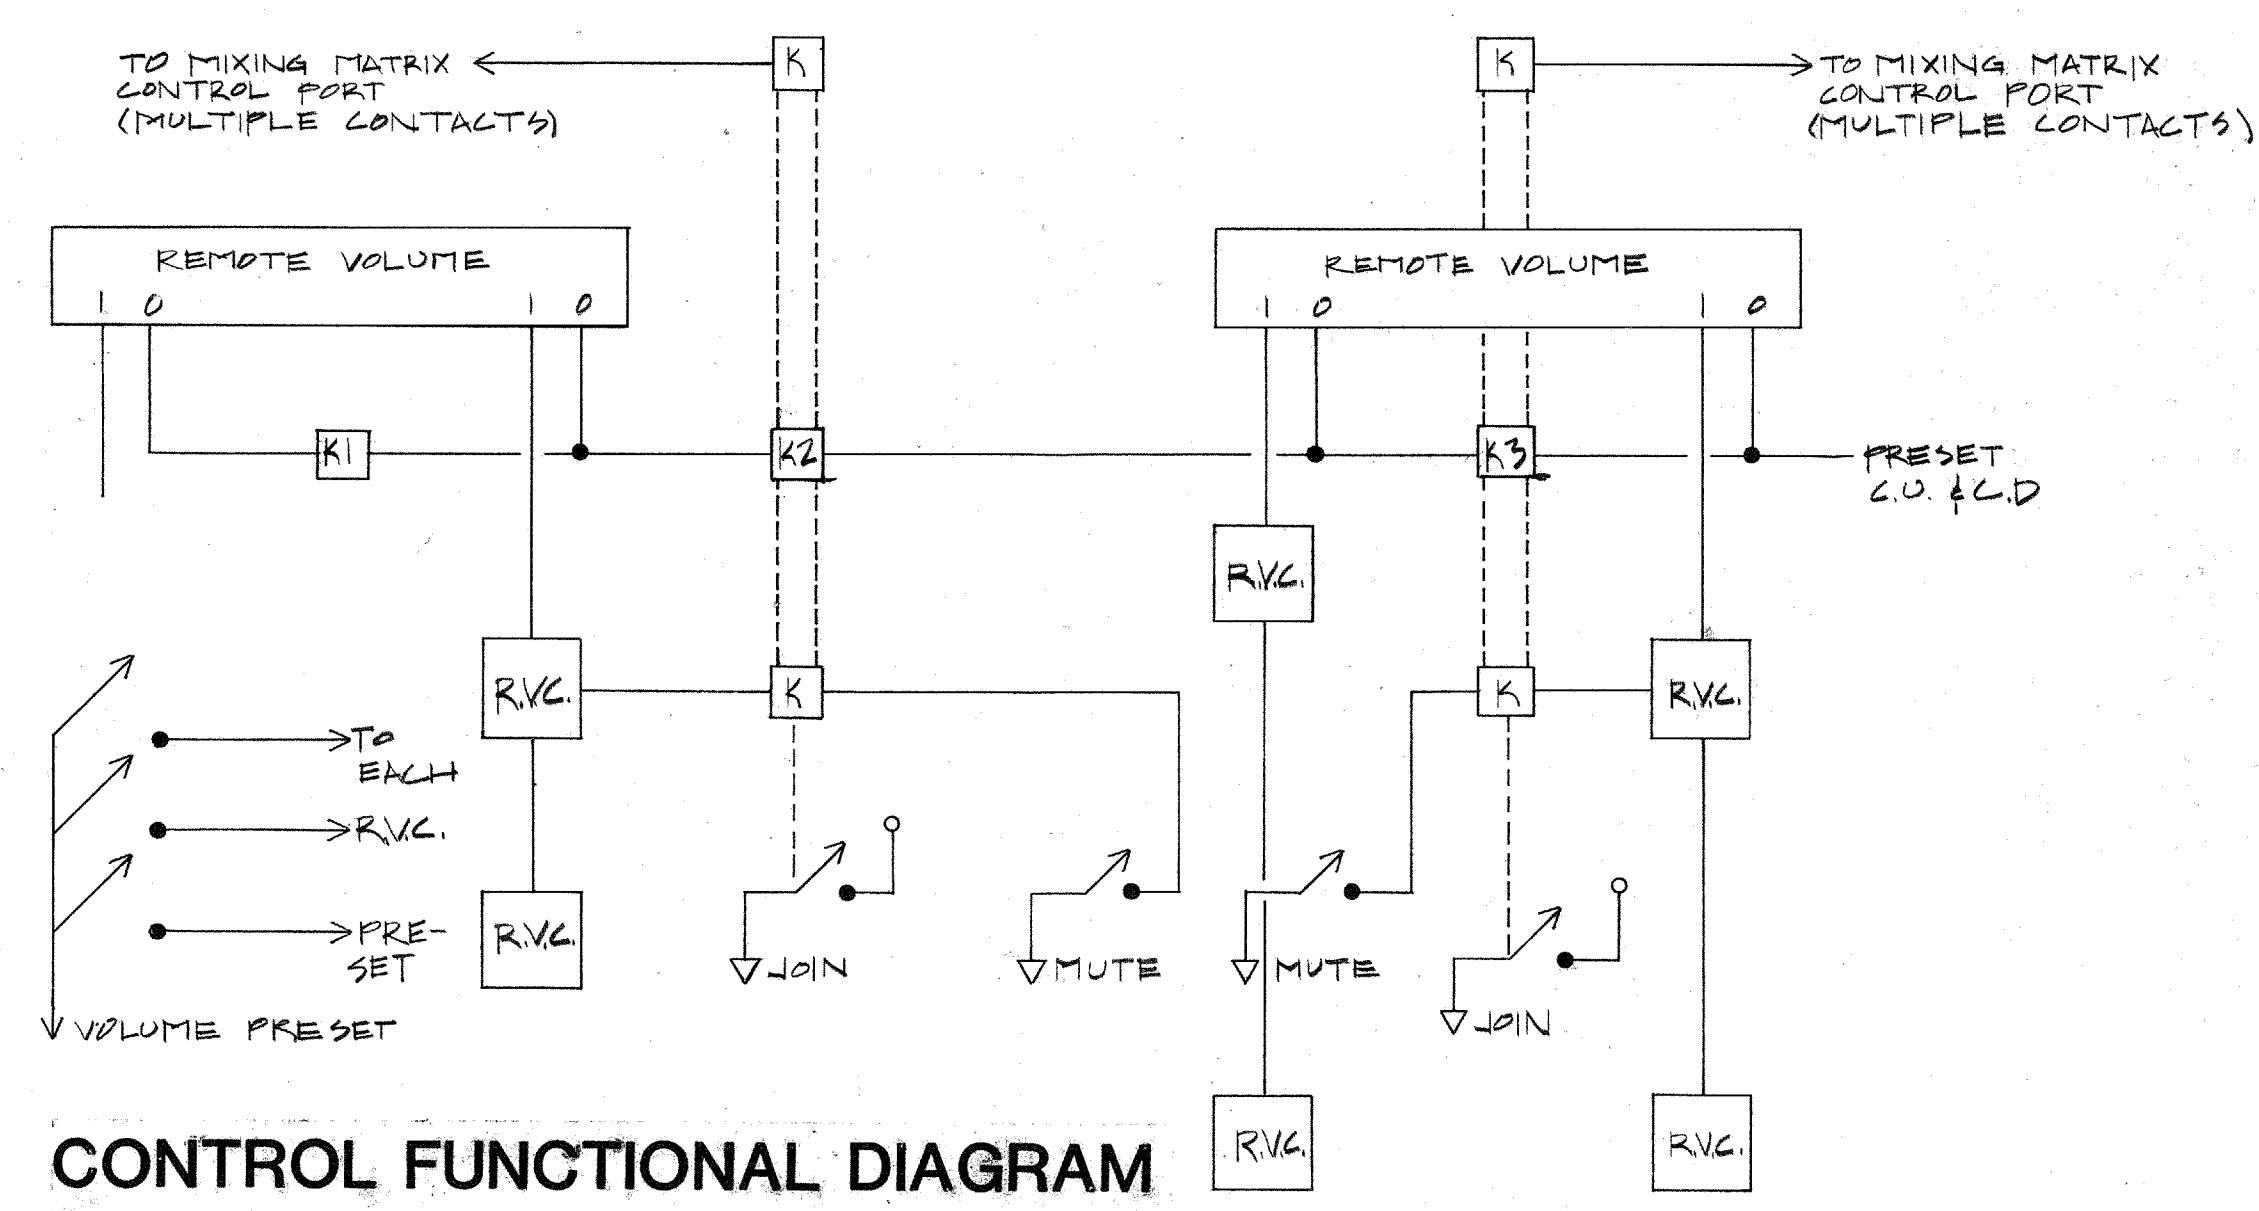 TO MIXING MATRIX
CONTROL PORT
(MULTIPLE CONTACTS)
K
K
TO MIXING MATRIX
CONTROL PORT
(MULTIPLE CONTACTS)
REMOTE VOLUME
1 0 1 0
REMOTE VOLUME
1 0 1 0
K1
K2
K3
PRESET
C.U. & C.D
R.V.C.
R.V.C.
K
K
R.V.C.
TO
EACH
R.V.C.
PRE-
SET
VOLUME PRESET
R.V.C.
JOIN
MUTE
MUTE
JOIN
R.V.C.
R.V.C.
CONTROL FUNCTIONAL DIAGRAM